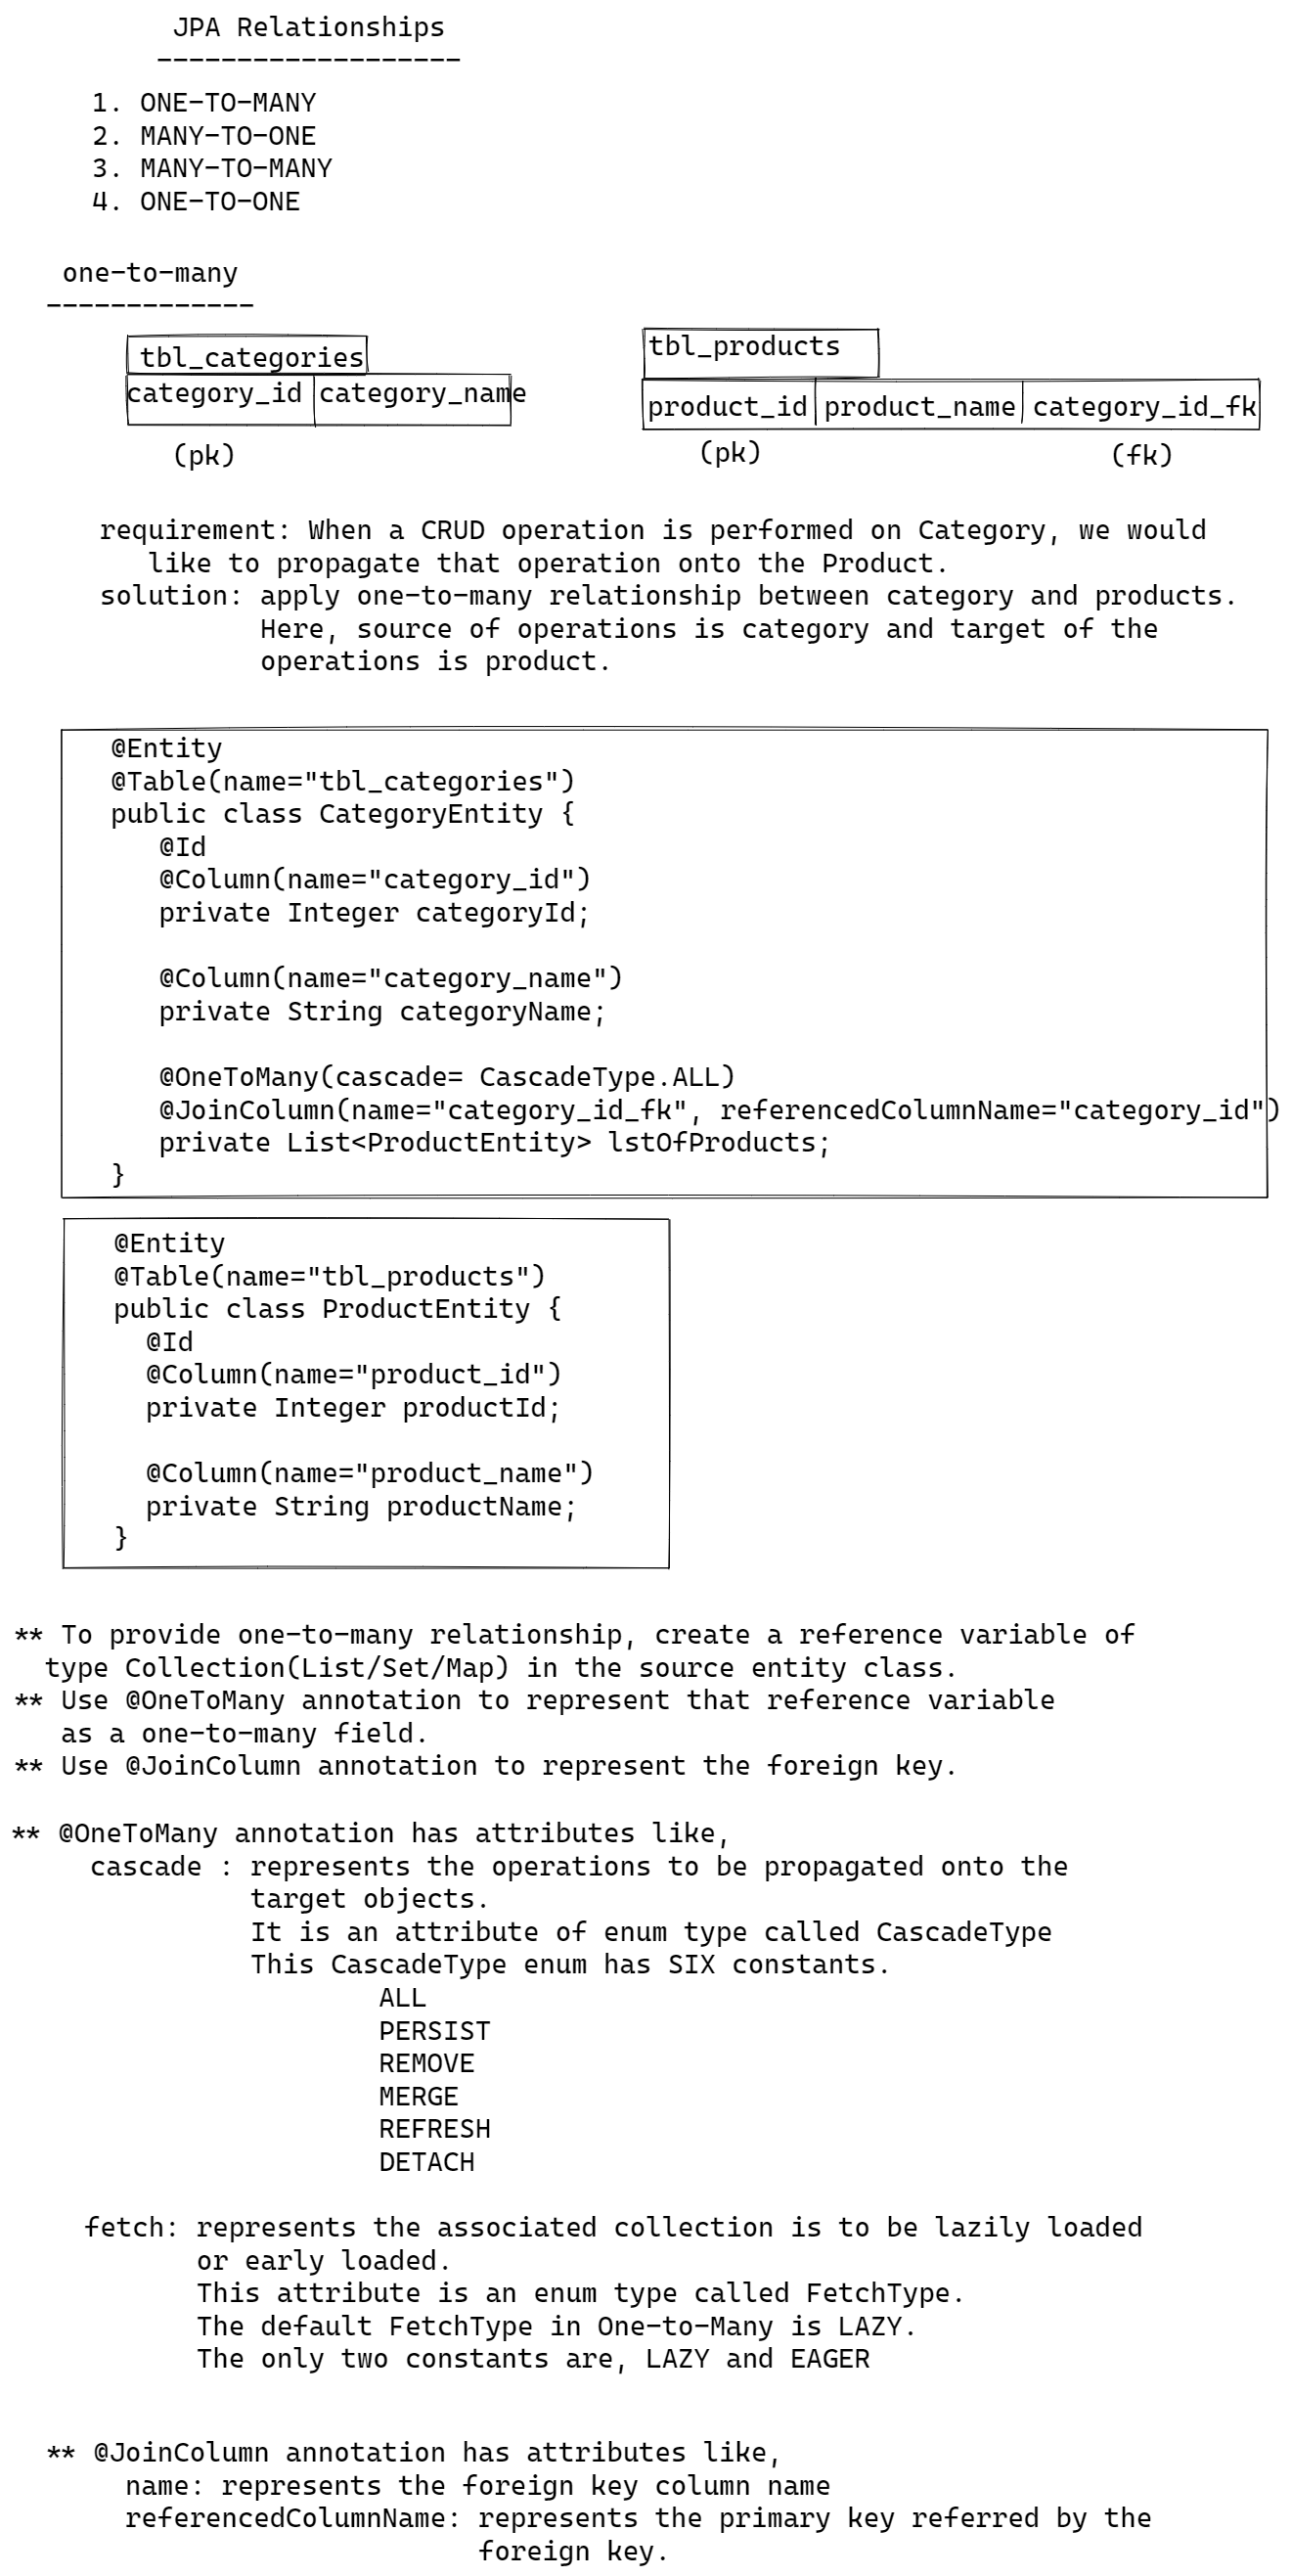 JPA Relationships
-------------------
1. ONE-TO-MANY
2. MANY-TO-ONE
3. MANY-TO-MANY
4. ONE-TO-ONE
one-to-many
-------------
tbl_categories
category_id category_name
(pk)
tbl_products
product_id product_name category_id_fk
(pk) (fk)
requirement: When a CRUD operation is performed on Category, we would
like to propagate that operation onto the Product.
solution: apply one-to-many relationship between category and products.
Here, source of operations is category and target of the
operations is product.
@Entity
@Table(name="tbl_categories")
public class CategoryEntity {
@Id
@Column(name="category_id")
private Integer categoryId;
@Column(name="category_name")
private String categoryName;
@OneToMany(cascade= CascadeType.ALL)
@JoinColumn(name="category_id_fk", referencedColumnName="category_id")
private List<ProductEntity> lstOfProducts;
}
@Entity
@Table(name="tbl_products")
public class ProductEntity {
@Id
@Column(name="product_id")
private Integer productId;
@Column(name="product_name")
private String productName;
}
** To provide one-to-many relationship, create a reference variable of
type Collection(List/Set/Map) in the source entity class.
** Use @OneToMany annotation to represent that reference variable
as a one-to-many field.
** Use @JoinColumn annotation to represent the foreign key.
** @OneToMany annotation has attributes like,
cascade : represents the operations to be propagated onto the
target objects.
It is an attribute of enum type called CascadeType
This CascadeType enum has SIX constants.
ALL
PERSIST
REMOVE
MERGE
REFRESH
DETACH
fetch: represents the associated collection is to be lazily loaded
or early loaded.
This attribute is an enum type called FetchType.
The default FetchType in One-to-Many is LAZY.
The only two constants are, LAZY and EAGER
** @JoinColumn annotation has attributes like,
name: represents the foreign key column name
referencedColumnName: represents the primary key referred by the
foreign key.